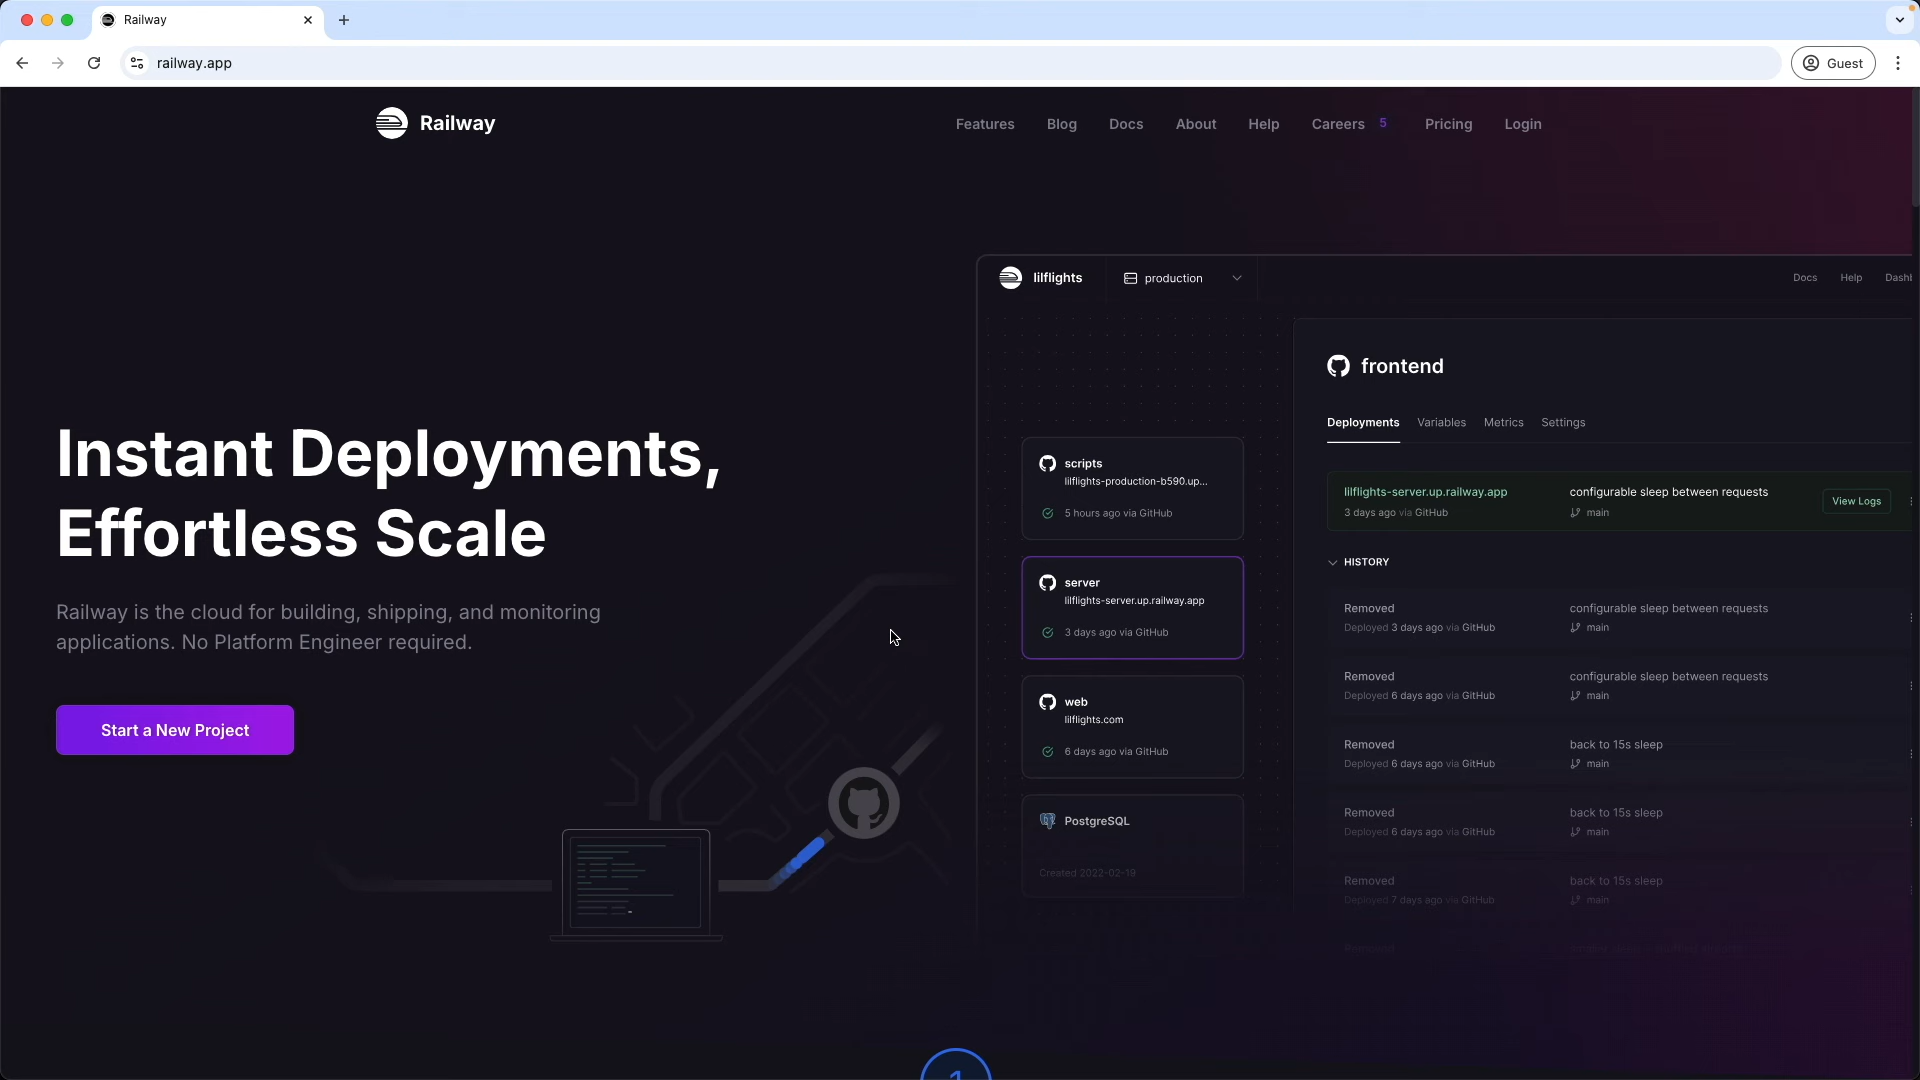 Railway
railway.app
Guest
Railway
Features
Blog
Docs
About
Help
Careers 5
Pricing
Login
Instant Deployments,
Effortless Scale
Railway is the cloud for building, shipping, and monitoring
applications. No Platform Engineer required.
Start a New Project
lilflights
production
Docs
Help
Dashb
scripts
lilflights-production-b590.up...
5 hours ago via GitHub
server
lilflights-server.up.railway.app
3 days ago via GitHub
web
lilflights.com
6 days ago via GitHub
PostgreSQL
Created 2022-02-19
frontend
Deployments
Variables
Metrics
Settings
lilflights-server.up.railway.app
3 days ago via GitHub
configurable sleep between requests
main
View Logs
HISTORY
Removed
Deployed 3 days ago via GitHub
configurable sleep between requests
main
Removed
Deployed 6 days ago via GitHub
configurable sleep between requests
main
Removed
Deployed 6 days ago via GitHub
back to 15s sleep
main
Removed
Deployed 6 days ago via GitHub
back to 15s sleep
main
Removed
Deployed 7 days ago via GitHub
back to 15s sleep
main
Removed
1